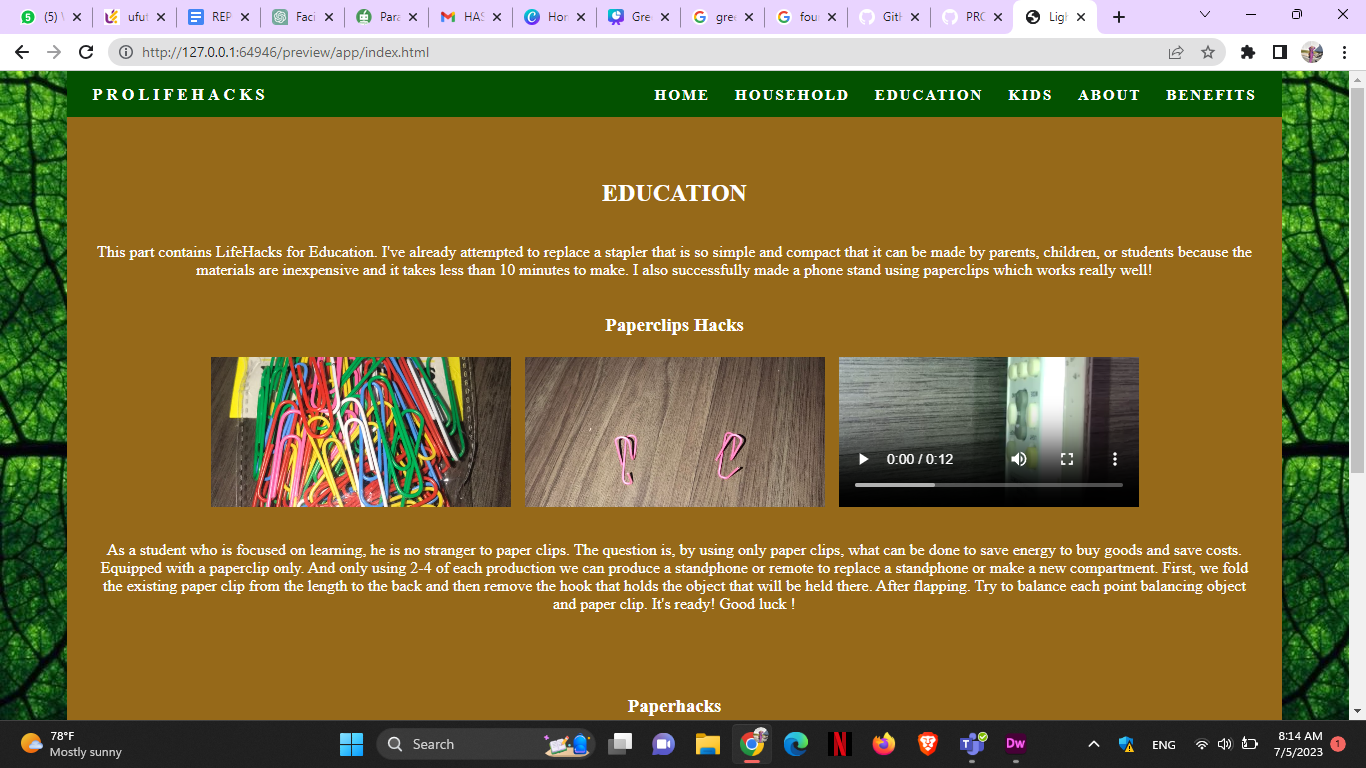 (5) \
ufut
REP
Faci
Para
HAS
Hor
Gre
gree
fou
Gith
PRO
Ligh
http://127.0.0.1:64946/preview/app/index.html
PROLIFEHACKS
HOME HOUSEHOLD EDUCATION KIDS ABOUT BENEFITS
EDUCATION
This part contains LifeHacks for Education. I've already attempted to replace a stapler that is so simple and compact that it can be made by parents, children, or students because the
materials are inexpensive and it takes less than 10 minutes to make. I also successfully made a phone stand using paperclips which works really well!
Paperclips Hacks
0:00 / 0:12
As a student who is focused on learning, he is no stranger to paper clips. The question is, by using only paper clips, what can be done to save energy to buy goods and save costs.
Equipped with a paperclip only. And only using 2-4 of each production we can produce a standphone or remote to replace a standphone or make a new compartment. First, we fold
the existing paper clip from the length to the back and then remove the hook that holds the object that will be held there. After flapping. Try to balance each point balancing object
and paper clip. It's ready! Good luck !
Paperhacks
78°F
Mostly sunny
Search
Dw
ENG
8:14 AM
7/5/2023
1